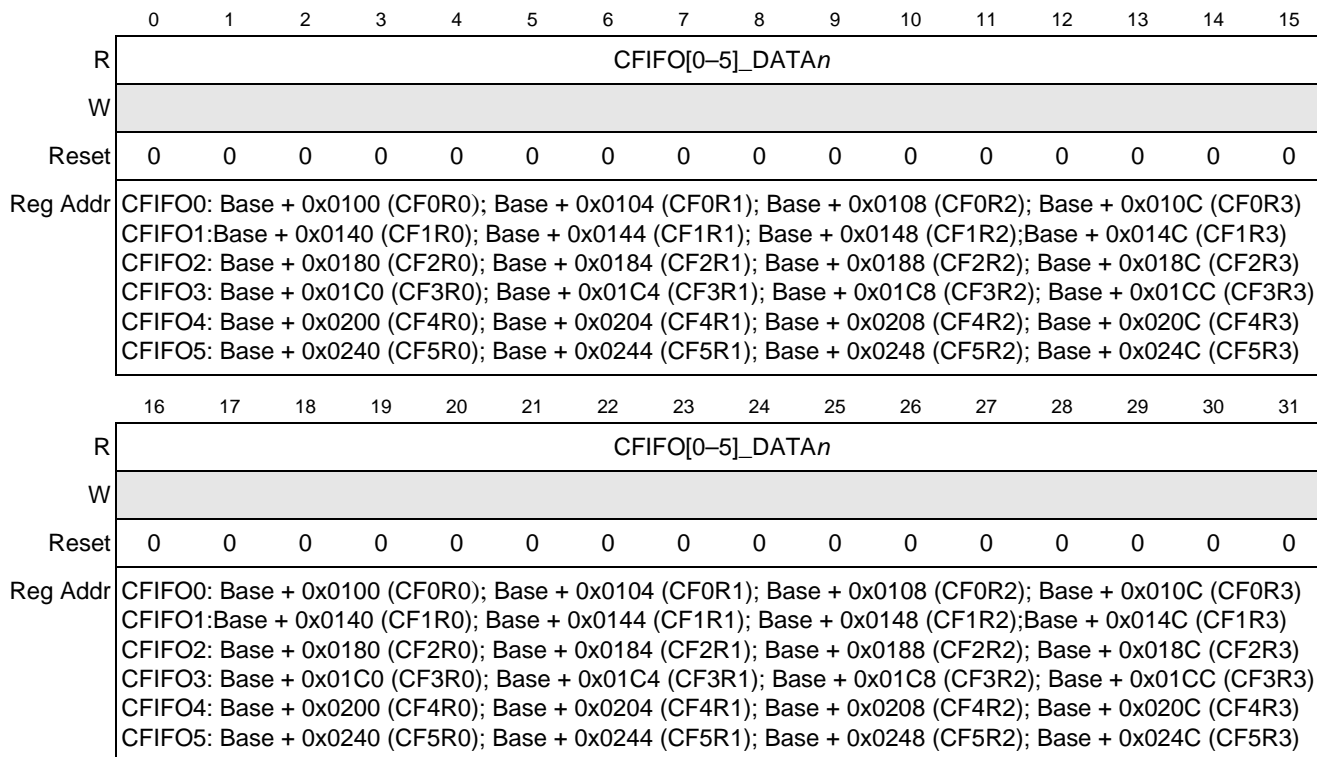 0 1 2 3 4 5 6 7 8 9 10 11 12 13 14 15
R CFIFO[0–5]_DATAn
W
Reset 0 0 0 0 0 0 0 0 0 0 0 0 0 0 0 0
Reg Addr CFIFO0: Base + 0x0100 (CF0R0); Base + 0x0104 (CF0R1); Base + 0x0108 (CF0R2); Base + 0x010C (CF0R3)
CFIFO1:Base + 0x0140 (CF1R0); Base + 0x0144 (CF1R1); Base + 0x0148 (CF1R2);Base + 0x014C (CF1R3)
CFIFO2: Base + 0x0180 (CF2R0); Base + 0x0184 (CF2R1); Base + 0x0188 (CF2R2); Base + 0x018C (CF2R3)
CFIFO3: Base + 0x01C0 (CF3R0); Base + 0x01C4 (CF3R1); Base + 0x01C8 (CF3R2); Base + 0x01CC (CF3R3)
CFIFO4: Base + 0x0200 (CF4R0); Base + 0x0204 (CF4R1); Base + 0x0208 (CF4R2); Base + 0x020C (CF4R3)
CFIFO5: Base + 0x0240 (CF5R0); Base + 0x0244 (CF5R1); Base + 0x0248 (CF5R2); Base + 0x024C (CF5R3)
16 17 18 19 20 21 22 23 24 25 26 27 28 29 30 31
R CFIFO[0–5]_DATAn
W
Reset 0 0 0 0 0 0 0 0 0 0 0 0 0 0 0 0
Reg Addr CFIFO0: Base + 0x0100 (CF0R0); Base + 0x0104 (CF0R1); Base + 0x0108 (CF0R2); Base + 0x010C (CF0R3)
CFIFO1:Base + 0x0140 (CF1R0); Base + 0x0144 (CF1R1); Base + 0x0148 (CF1R2);Base + 0x014C (CF1R3)
CFIFO2: Base + 0x0180 (CF2R0); Base + 0x0184 (CF2R1); Base + 0x0188 (CF2R2); Base + 0x018C (CF2R3)
CFIFO3: Base + 0x01C0 (CF3R0); Base + 0x01C4 (CF3R1); Base + 0x01C8 (CF3R2); Base + 0x01CC (CF3R3)
CFIFO4: Base + 0x0200 (CF4R0); Base + 0x0204 (CF4R1); Base + 0x0208 (CF4R2); Base + 0x020C (CF4R3)
CFIFO5: Base + 0x0240 (CF5R0); Base + 0x0244 (CF5R1); Base + 0x0248 (CF5R2); Base + 0x024C (CF5R3)